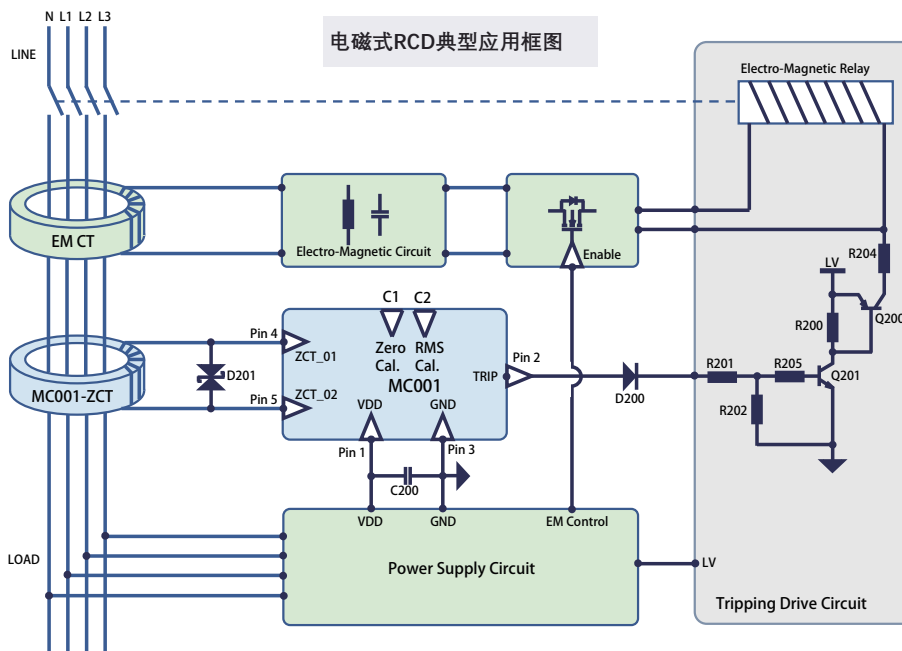 N L1 L2 L3
电磁式RCD典型应用框图
LINE
Electro-Magnetic Relay
EM CT
Electro-Magnetic Circuit
Enable
LV
R204
Q200
R200
C1 C2
Pin 4
ZCT_01
Zero
Cal.
RMS
Cal.
MC001
TRIP
Pin 2
D201
MC001-ZCT
Pin 5
ZCT_02
VDD
GND
D200
R201
R205
Q201
R202
Pin 1
Pin 3
C200
VDD
GND
EM Control
LOAD
Power Supply Circuit
LV
Tripping Drive Circuit